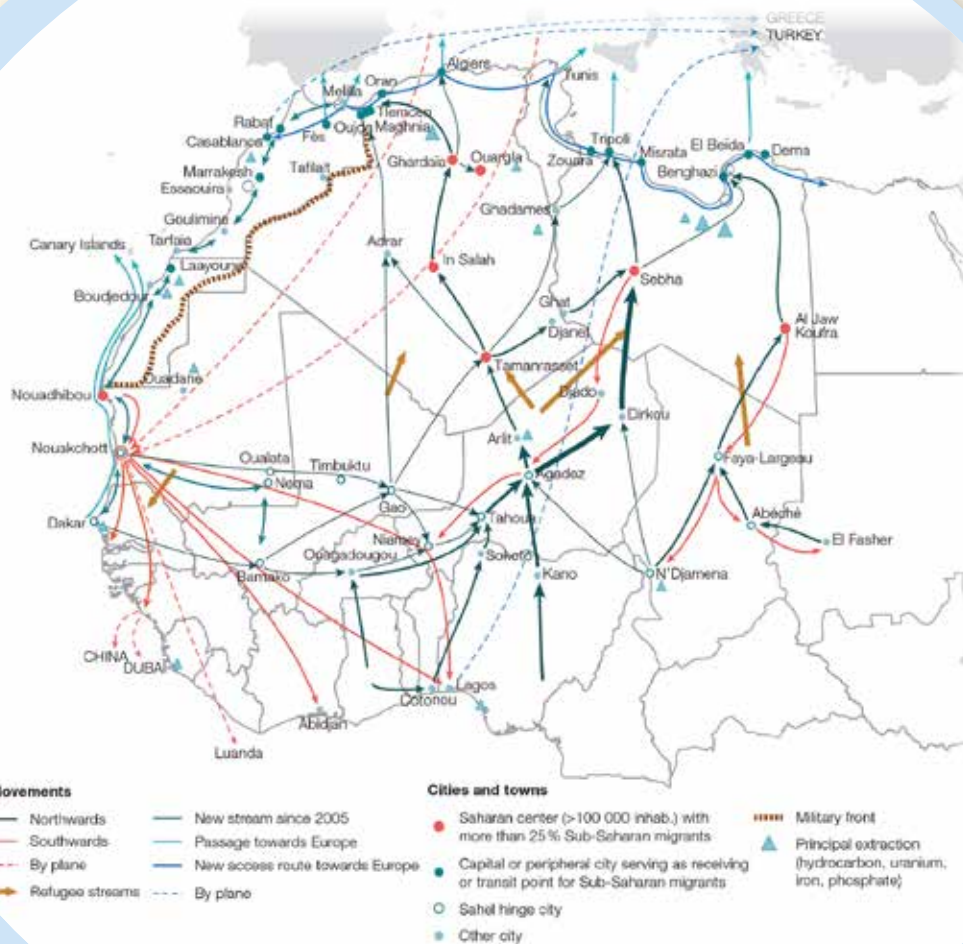 GREECE
TURKEY
Algiers
Tunis
Oran
Melilla
Tlemcen
Rabat
Oujda
Maghnia
Fès
Casablanca
Tripoli
El Beida
Derna
Zouara
Misrata
Ghardaïa
Ouargla
Benghazi
Marrakesh
Tafilalt
Essaouira
Ghadames
Goulimine
Canary Islands
Tarfaia
Adrar
Laayoune
In Salah
Sebha
Boudjedour
Ghat
Djanet
Al Jaw
Koufra
Tamanrasset
Ouadane
Nouadhibou
Djado
Dirkou
Arlit
Nouakchott
Oualata
Timbuktu
Faya-Largeau
Nema
Agadez
Gao
Dakar
Tahoua
Abéché
Niamey
El Fasher
Ouagadougou
Sokoto
Bamako
Kano
N'Djamena
CHINA
DUBAI
Lagos
Cotonou
Abidjan
Luanda
Movements
Northwards
Southwards
By plane
Refugee streams
New stream since 2005
Passage towards Europe
New access route towards Europe
By plane
Cities and towns
Saharan center (>100 000 inhab.) with
more than 25% Sub-Saharan migrants
Capital or peripheral city serving as receiving
or transit point for Sub-Saharan migrants
Sahel hinge city
Other city
Military front
Principal extraction
(hydrocarbon, uranium,
iron, phosphate)